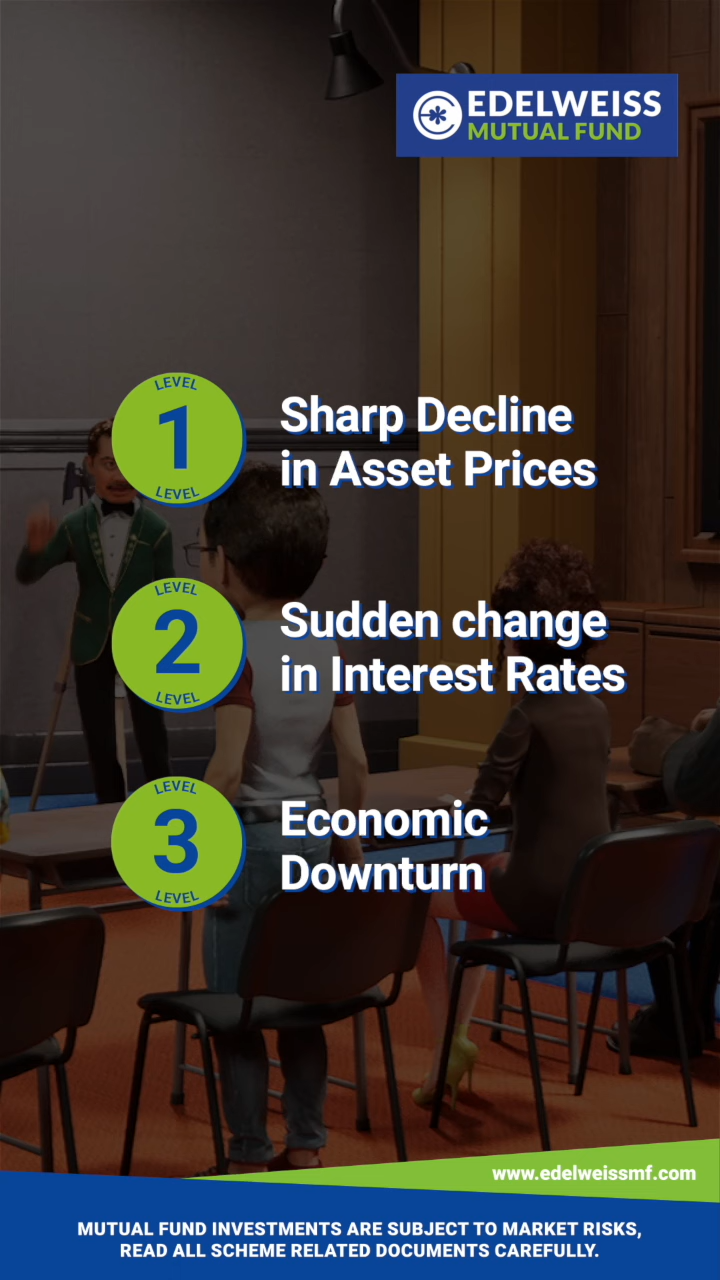 EDELWEISS
MUTUAL FUND
LEVEL
1
LEVEL
Sharp Decline
in Asset Prices
LEVEL
2
LEVEL
Sudden change
in Interest Rates
LEVEL
3
LEVEL
Economic
Downturn
www.edelweissmf.com
MUTUAL FUND INVESTMENTS ARE SUBJECT TO MARKET RISKS,
READ ALL SCHEME RELATED DOCUMENTS CAREFULLY.